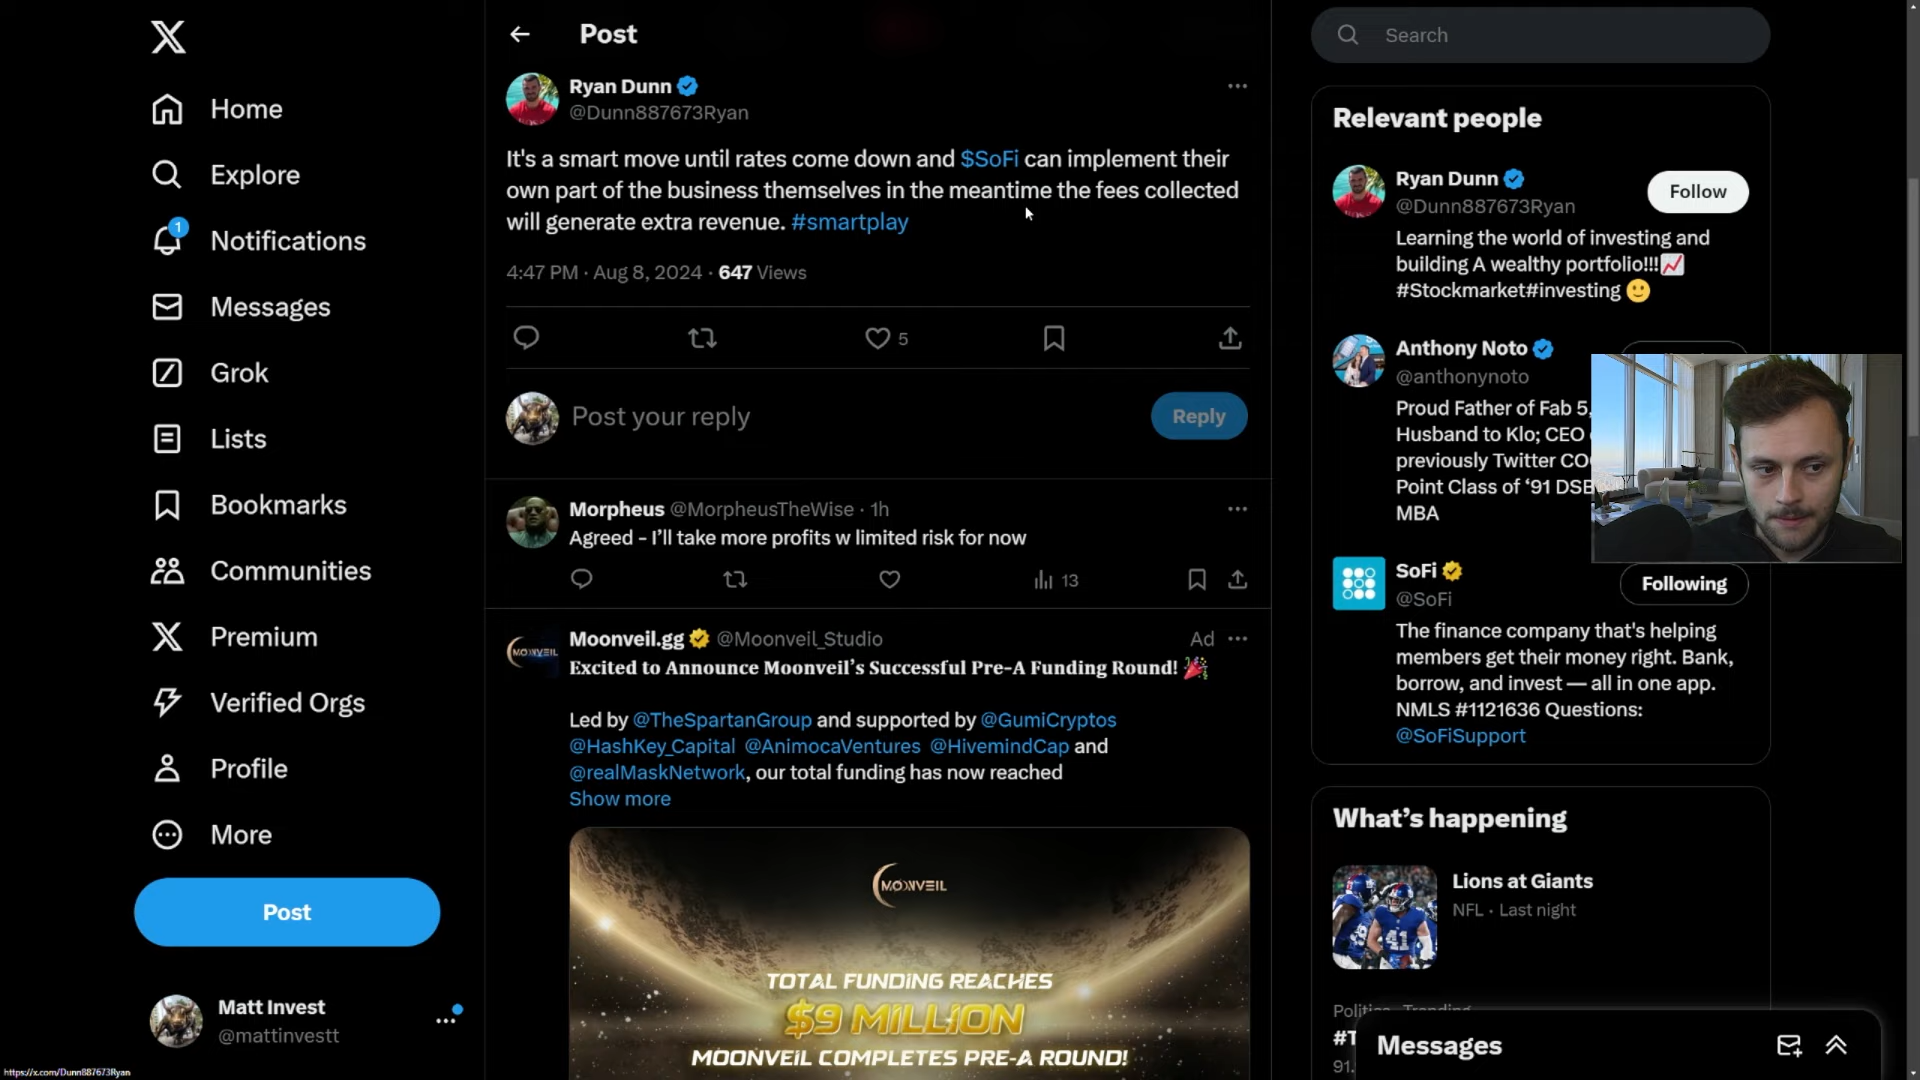 Home
Explore
1
Notifications
Messages
Grok
Lists
Bookmarks
Communities
Premium
Verified Orgs
Profile
More
Post
Matt Invest
@mattinvestt
https://x.com/Dunn887673Ryan
Post
Ryan Dunn
@Dunn887673Ryan
It's a smart move until rates come down and $SoFi can implement their
own part of the business themselves in the meantime the fees collected
will generate extra revenue. #smartplay
4:47 PM · Aug 8, 2024 · 647 Views
5
Post your reply
Reply
Morpheus @MorpheusTheWise · 1h
Agreed - I'll take more profits w limited risk for now
13
Moonveil.gg @Moonveil_Studio Ad
Excited to Announce Moonveil's Successful Pre-A Funding Round! 🎉
Led by @TheSpartanGroup and supported by @GumiCryptos
@HashKey_Capital @AnimocaVentures @HivemindCap and
@realMaskNetwork, our total funding has now reached
Show more
MOONVEIL
TOTAL FUNDING REACHES
$9 MILLION
MOONVEIL COMPLETES PRE-A ROUND!
Search
Relevant people
Ryan Dunn
@Dunn887673Ryan
Follow
Learning the world of investing and
building A wealthy portfolio!!!📈
#Stockmarket#investing 🙂
Anthony Noto
@anthonynoto
Proud Father of Fab 5,
Husband to Klo; CEO
previously Twitter CO
Point Class of '91 DSE
MBA
SoFi
@SoFi
Following
The finance company that's helping
members get their money right. Bank,
borrow, and invest — all in one app.
NMLS #1121636 Questions:
@SoFiSupport
What's happening
Lions at Giants
NFL · Last night
Politics · Trending
#T
91.
Messages